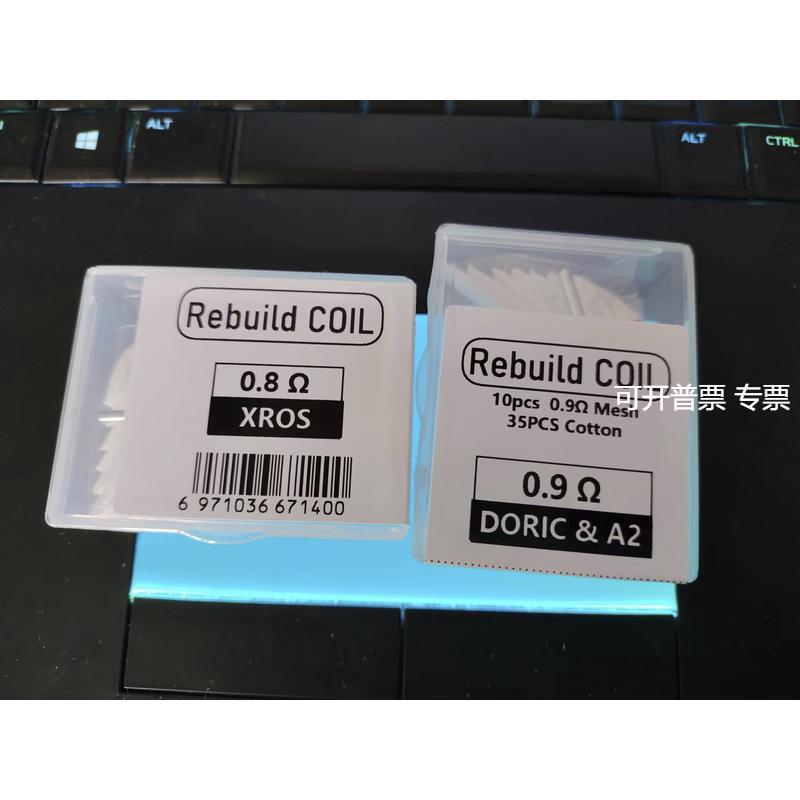 ALT
ALT
CTRL
Rebuild COIL
0.8 Ω
XROS
6 971036 671400
Rebuild COIL
10pcs 0.9Ω Mesh
35PCS Cotton
0.9 Ω
DORIC & A2
可开普票 专票